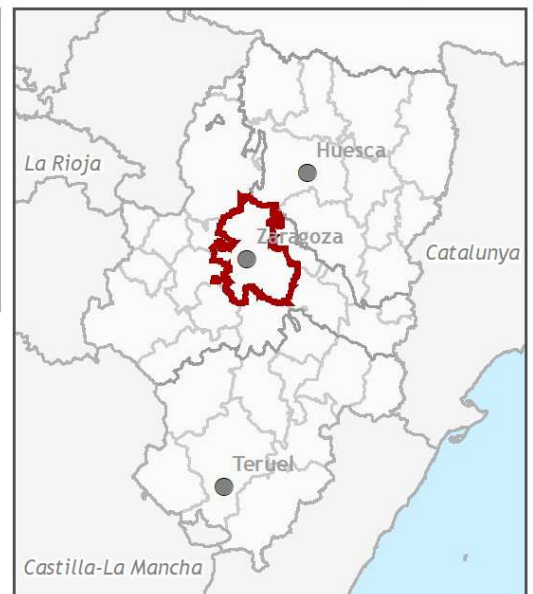 La Rioja
Huesca
Zaragoza
Catalunya
Teruel
Castilla-La Mancha